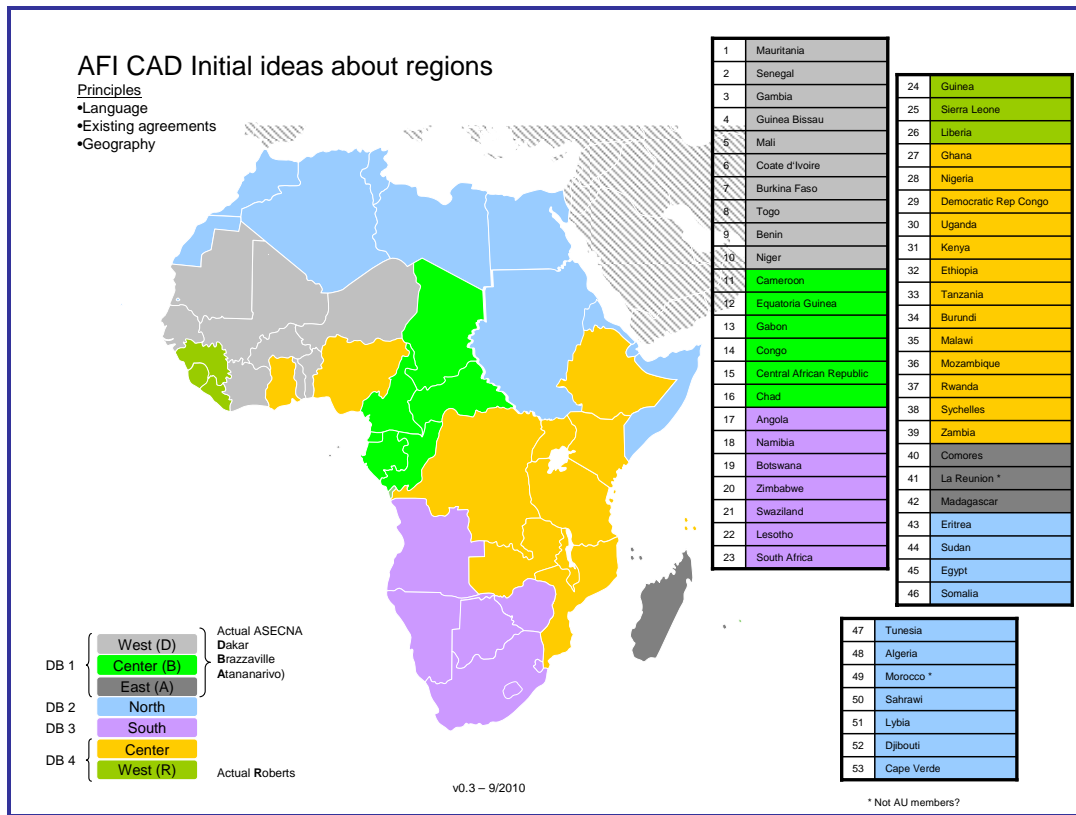 AFI CAD Initial ideas about regions
Principles
•Language
•Existing agreements
•Geography
1 Mauritania
2 Senegal
3 Gambia
4 Guinea Bissau
5 Mali
6 Coate d'Ivoire
7 Burkina Faso
8 Togo
9 Benin
10 Niger
11 Cameroon
12 Equatoria Guinea
13 Gabon
14 Congo
15 Central African Republic
16 Chad
17 Angola
18 Namibia
19 Botswana
20 Zimbabwe
21 Swaziland
22 Lesotho
23 South Africa
24 Guinea
25 Sierra Leone
26 Liberia
27 Ghana
28 Nigeria
29 Democratic Rep Congo
30 Uganda
31 Kenya
32 Ethiopia
33 Tanzania
34 Burundi
35 Malawi
36 Mozambique
37 Rwanda
38 Sychelles
39 Zambia
40 Comores
41 La Reunion *
42 Madagascar
43 Eritrea
44 Sudan
45 Egypt
46 Somalia
47 Tunesia
48 Algeria
49 Morocco *
50 Sahrawi
51 Lybia
52 Djibouti
53 Cape Verde
* Not AU members?
DB 1
West (D)
Center (B)
East (A)
Actual ASECNA
Dakar
Brazzaville
Atananarivo)
DB 2 North
DB 3 South
DB 4
Center
West (R)
Actual Roberts
v0.3 – 9/2010